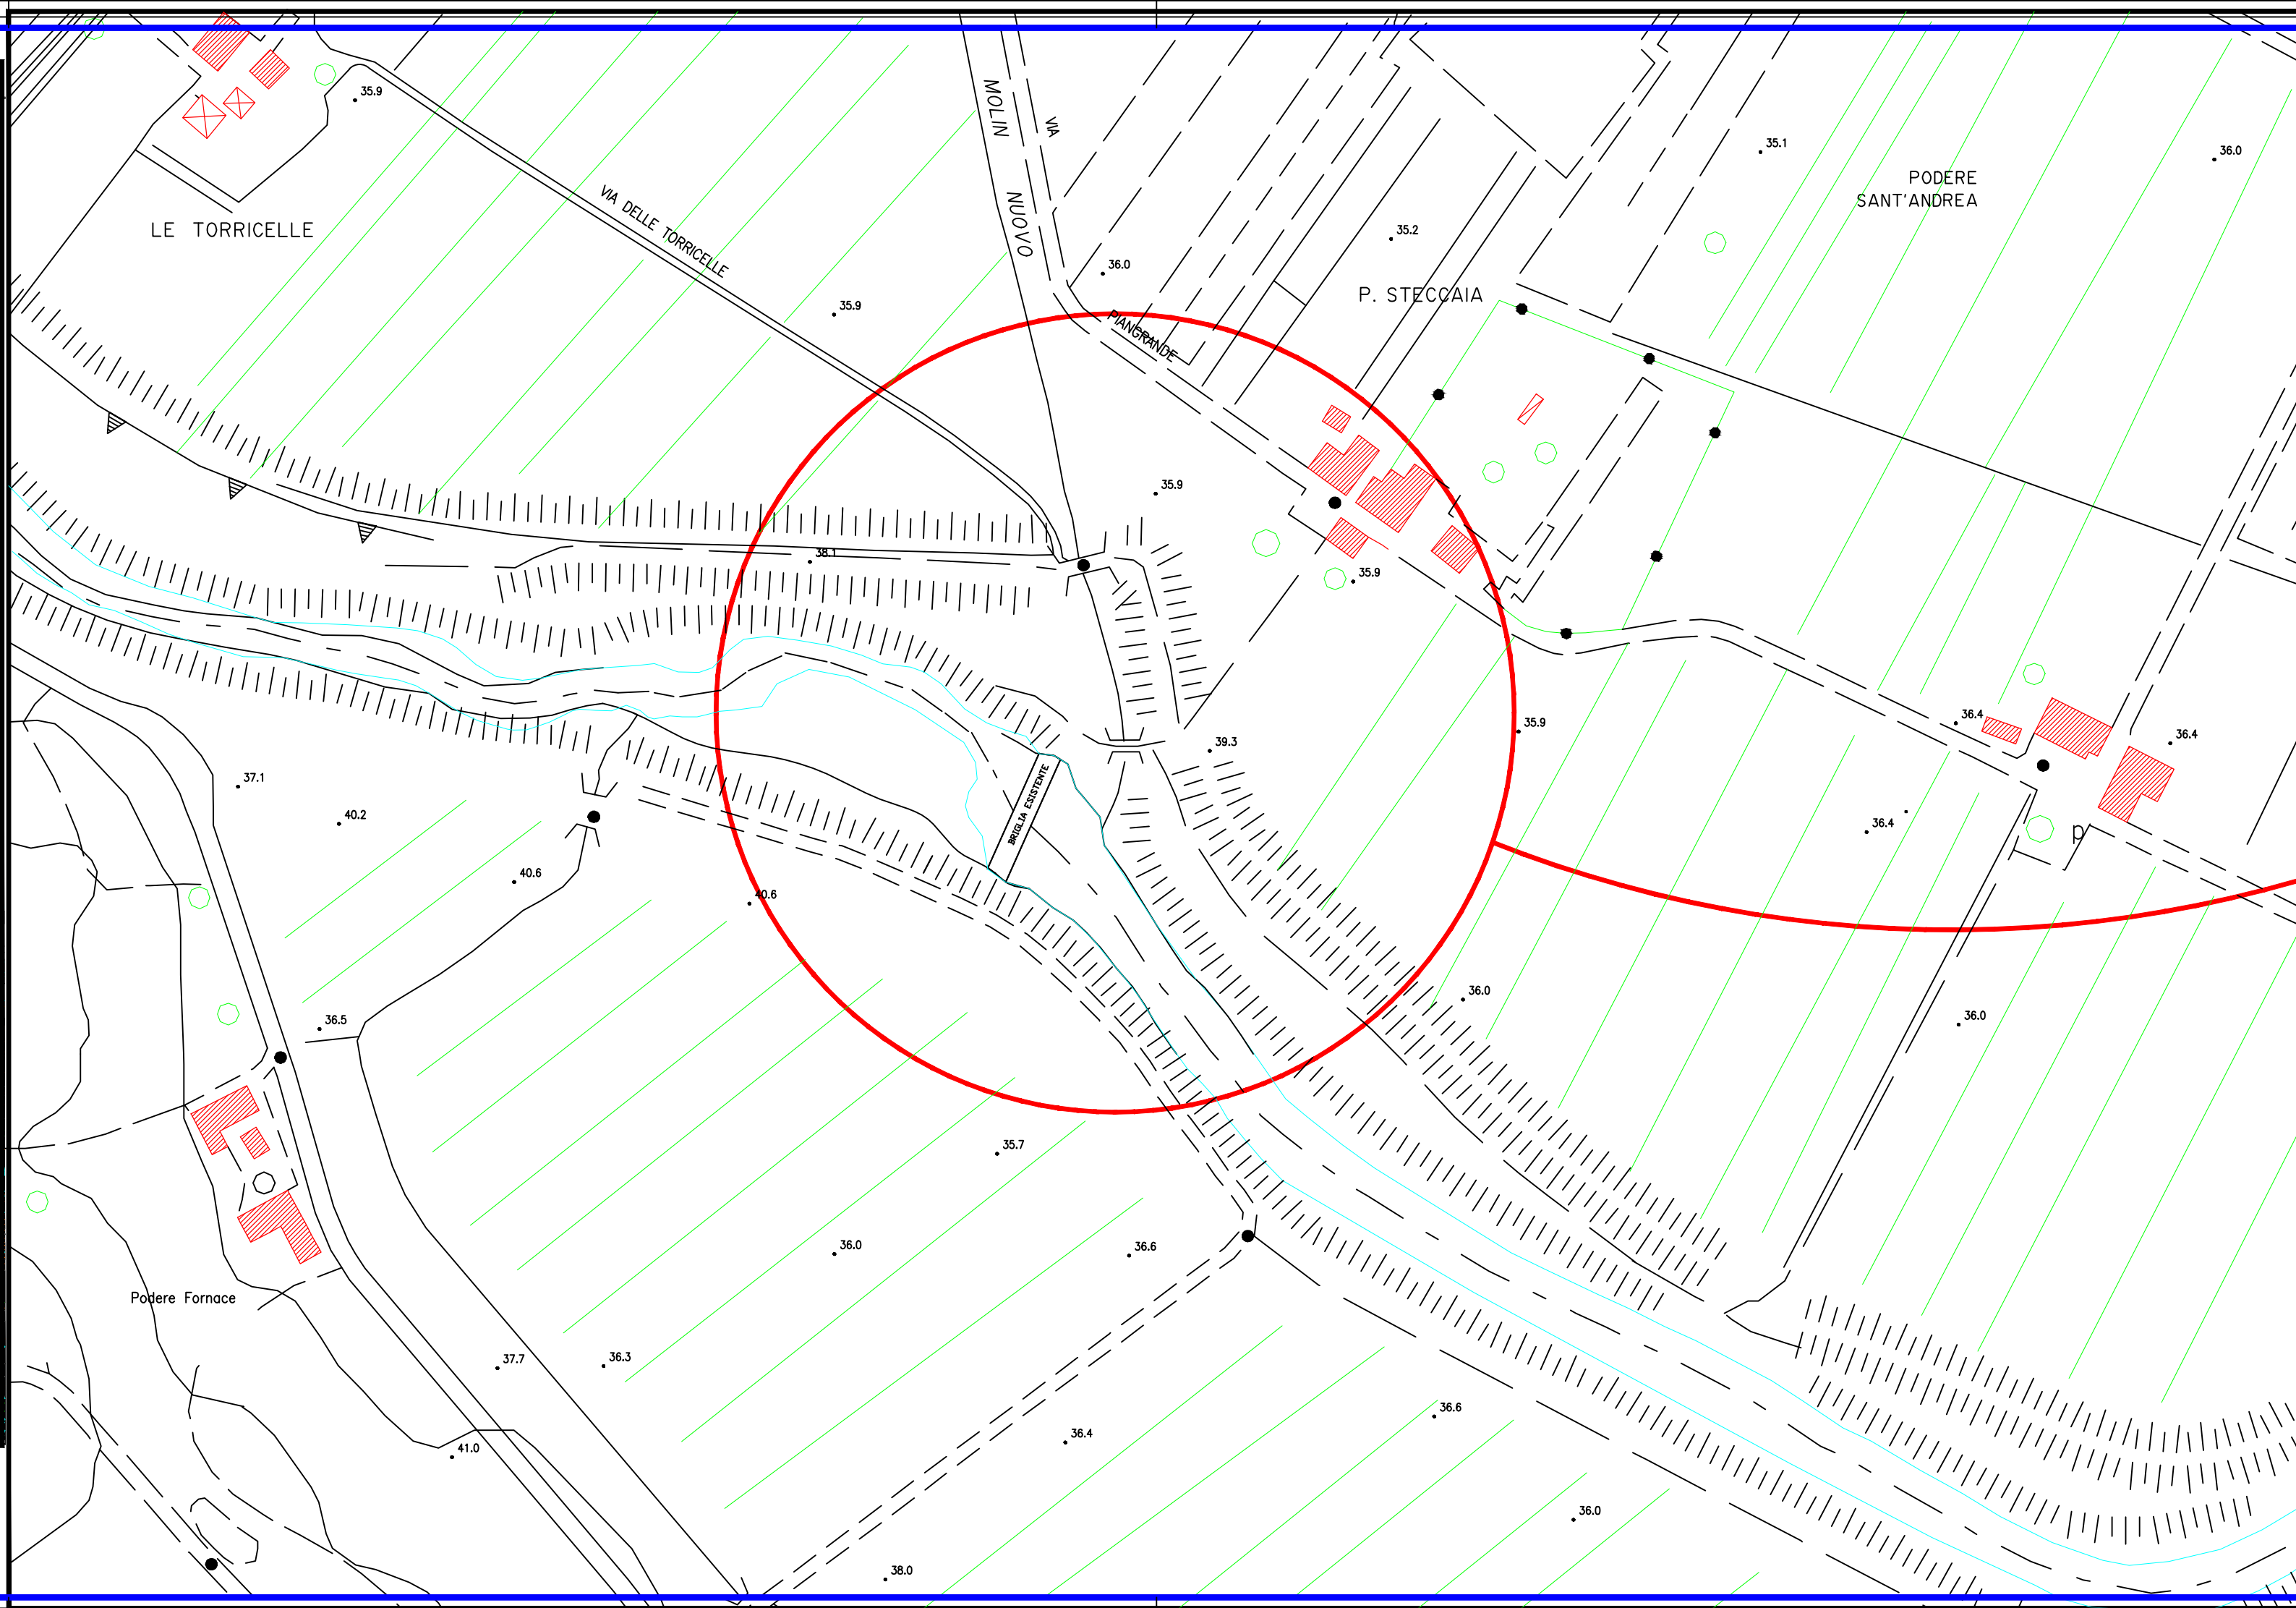 35.9
MOLIN
VIA
35.1
36.0
PODERE
SANT'ANDREA
NUOVO
LE TORRICELLE
VIA DELLE TORRICELLE
35.2
36.0
P. STECCAIA
35.9
PIANGRANDE
35.9
38.1
35.9
36.4
35.9
36.4
39.3
37.1
BRIGLIA ESISTENTE
40.2
36.4
p
40.6
40.6
36.0
36.5
36.0
35.7
36.0
36.6
Podere Fornace
37.7
36.3
36.6
36.4
41.0
36.0
38.0